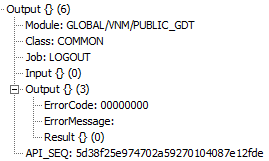 Output {} (6)
Module: GLOBAL/VNM/PUBLIC_GDT
Class: COMMON
Job: LOGOUT
Input {} (0)
Output {} (3)
ErrorCode: 00000000
ErrorMessage:
Result {} (0)
API_SEQ: 5d38f25e974702a59270104087e12fde